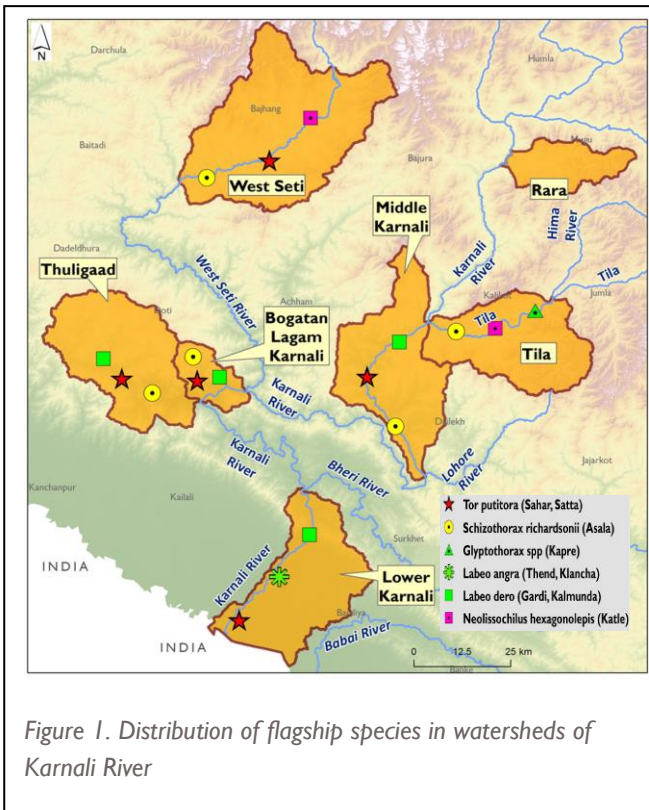 N
Darchula
Humla
Bajhang
Mugu
Baitadi
West Seti
Bajura
Rara
Middle
Karnali
Karnali
River
Hima
River
Dadeldhura
Thuligaad
West Seti River
Achham
Kalikot
Tila
Jumla
Doti
Bogatan
Lagam
Karnali
Tila
Tila
Karnali
River
Dailekh
Karnali
River
Lohore
River
Jajarkot
Bheri River
Kanchanpur
Kailali
Surkhet
INDIA
Karnali River
Lower
Karnali
Bardiya
INDIA
Babai River
Banke
Tor putitora (Sahar, Satta)
Schizothorax richardsonii (Asala)
Glyptothorax spp (Kapre)
Labeo angra (Thend, Klancha)
Labeo dero (Gardi, Kalmunda)
Neolissochilus hexagonolepis (Katle)
0 12.5 25 km
Figure 1. Distribution of flagship species in watersheds of
Karnali River